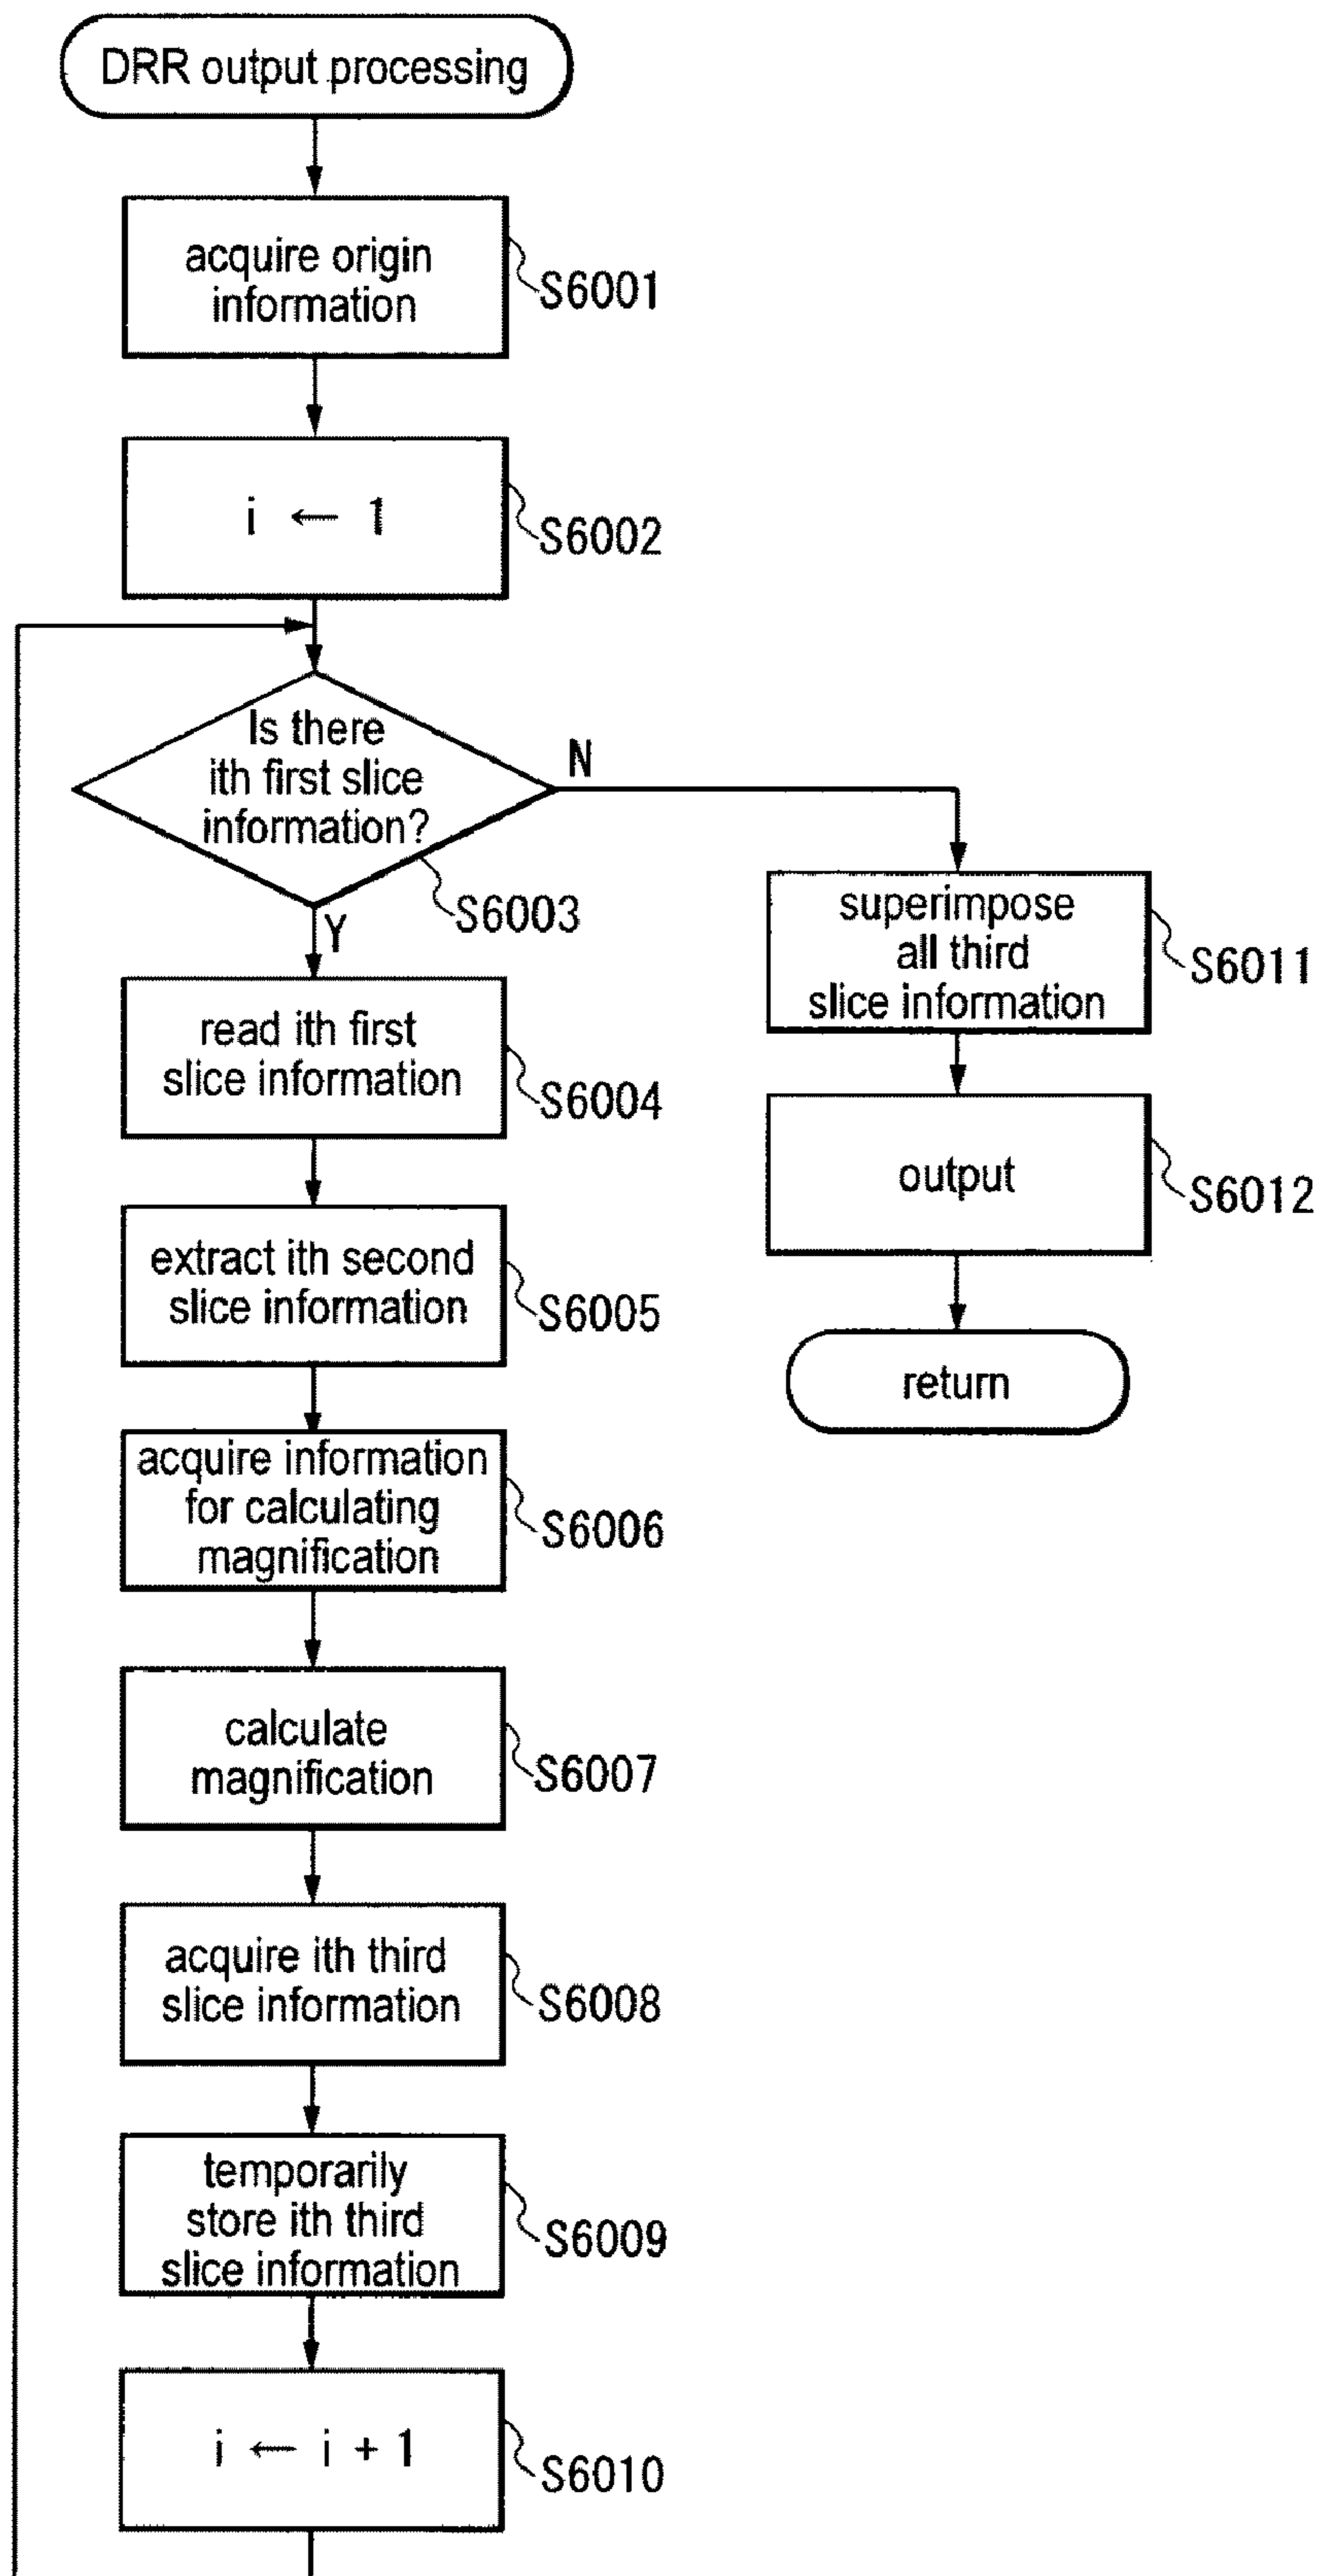 DRR output processing
acquire origin
information
S6001
i ← 1
S6002
Is there
ith first slice
information?
N
S6003
Y
read ith first
slice information
S6004
extract ith second
slice information
S6005
acquire information
for calculating
magnification
S6006
calculate
magnification
S6007
acquire ith third
slice information
S6008
temporarily
store ith third
slice information
S6009
i ← i + 1
S6010
superimpose
all third
slice information
S6011
output
S6012
return